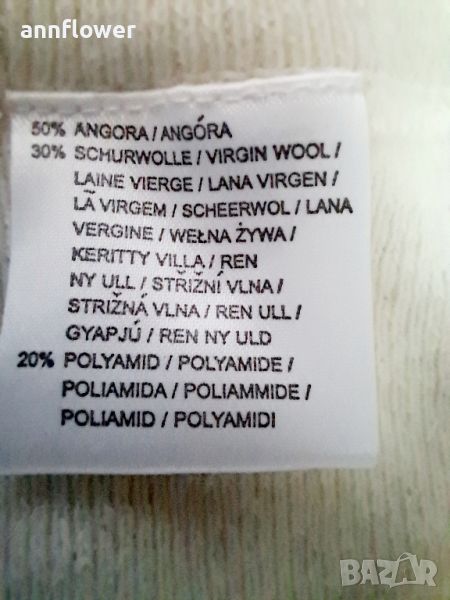 annflower
50% ANGORA / ANGÓRA
30% SCHURWOLLE / VIRGIN WOOL /
LAINE VIERGE / LANA VIRGEN /
LÃ VIRGEM / SCHEERWOL / LANA
VERGINE / WEŁNA ŻYWA /
KERITTY VILLA / REN
NY ULL / STŘIŽNÍ VLNA /
STRIŽNÁ VLNA / REN ULL /
GYAPJÚ / REN NY ULD
20% POLYAMID / POLYAMIDE /
POLIAMIDA / POLIAMMIDE /
POLIAMID / POLYAMIDI
BAZAR